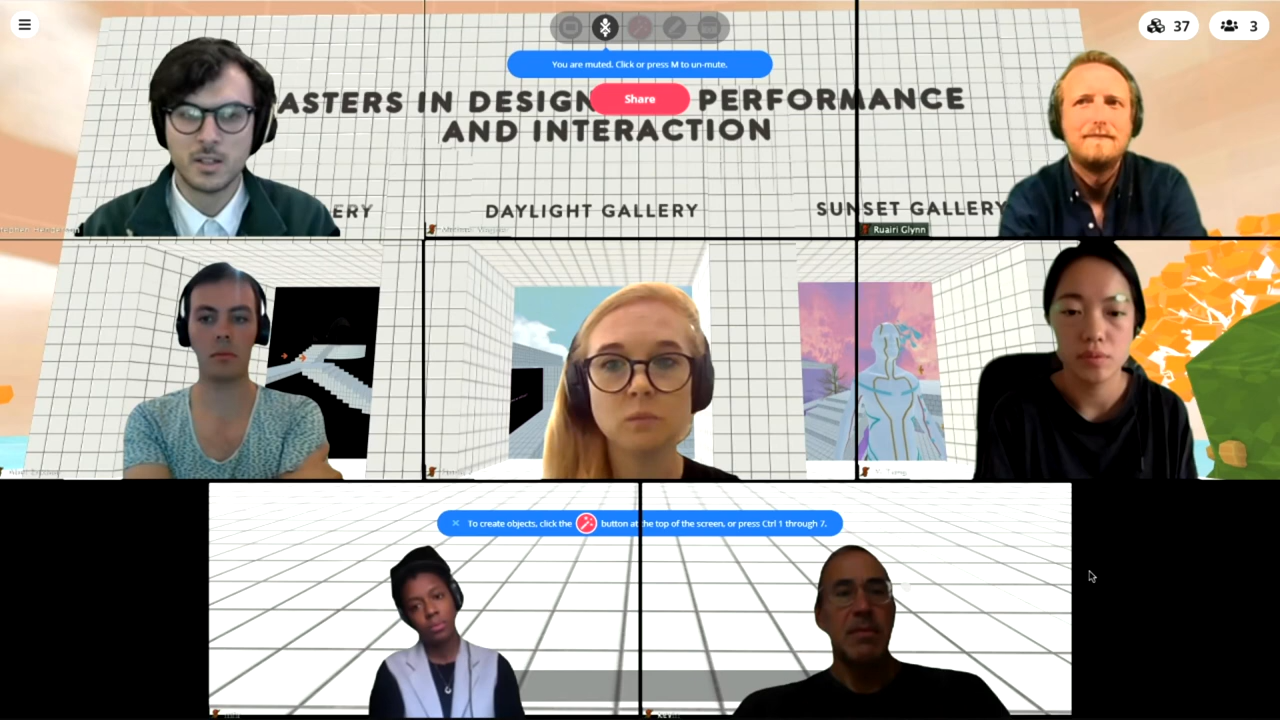 37
3
You are muted. Click or press M to un-mute.
Share
ASTERS IN DESIGN PERFORMANCE
AND INTERACTION
ERY
DAYLIGHT GALLERY
SUNSET GALLERY
Ruairi Glynn
To create objects, click the button at the top of the screen, or press Ctrl 1 through 7.